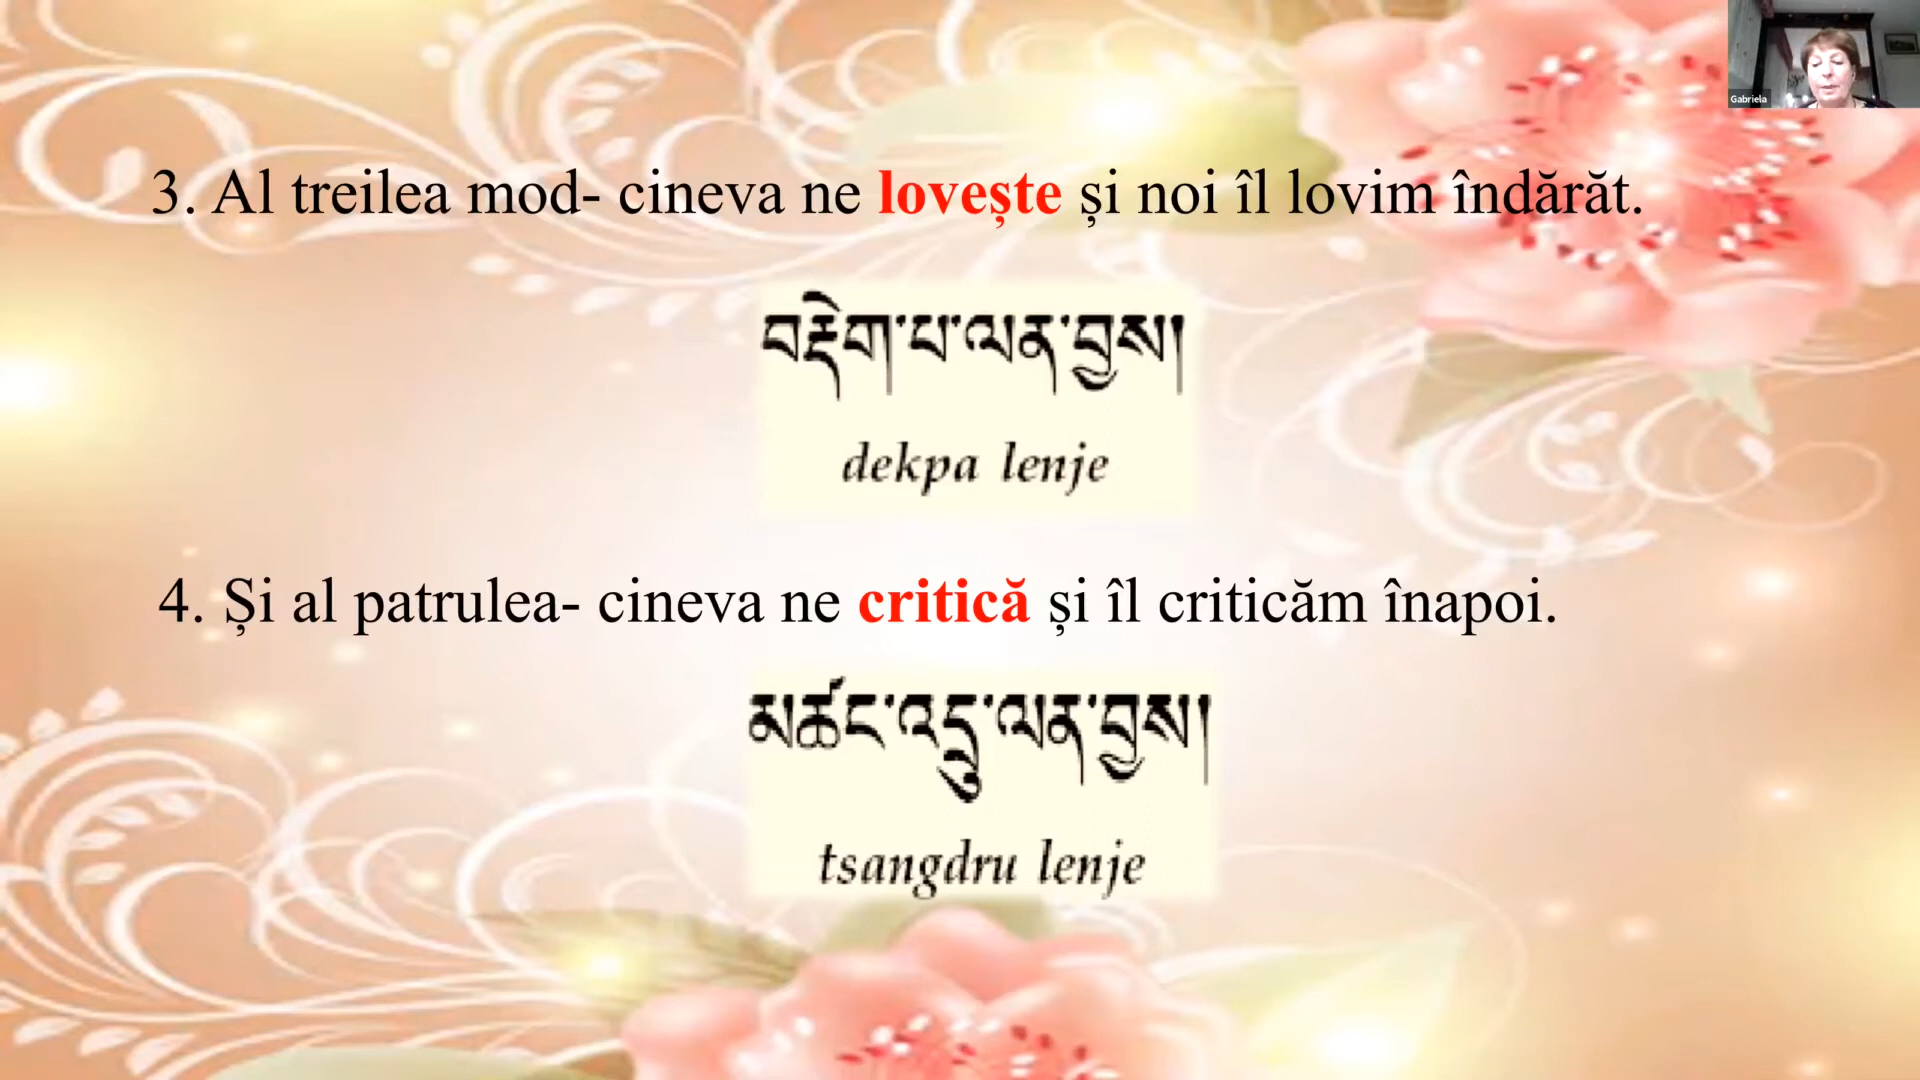 Gabriela
3. Al treilea mod- cineva ne lovește și noi îl lovim îndărăt.
བརྡེག་པ་ལན་བྱས།
dekpa lenje
4. Și al patrulea- cineva ne critică și îl criticăm înapoi.
མཚང་འདྲུ་ལན་བྱས།
tsangdru lenje